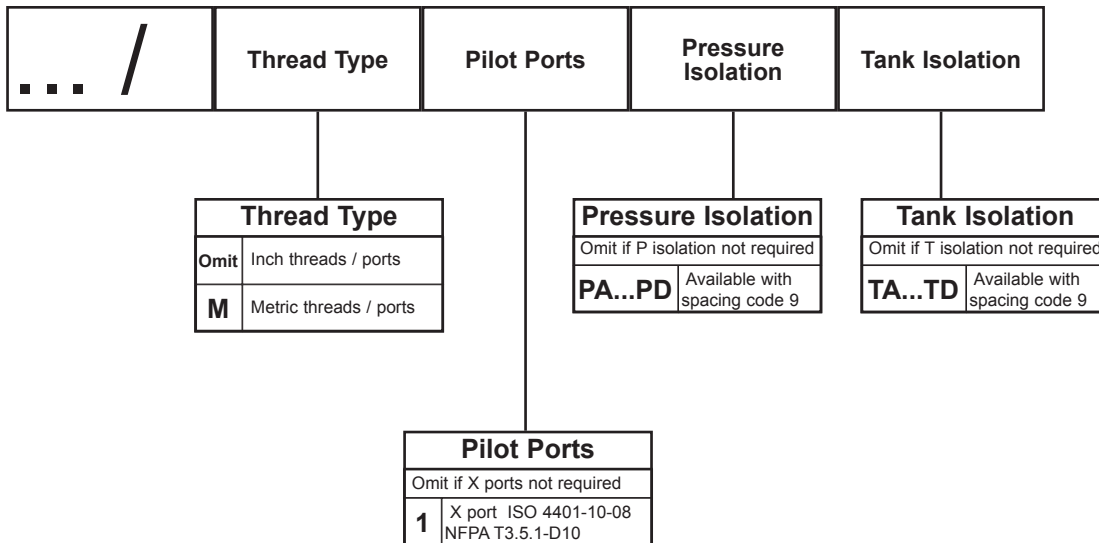 ... /
Thread Type
Pilot Ports
Pressure
Isolation
Tank Isolation
Thread Type
Omit Inch threads / ports
M Metric threads / ports
Pressure Isolation
Omit if P isolation not required
PA...PD Available with
spacing code 9
Tank Isolation
Omit if T isolation not required
TA...TD Available with
spacing code 9
Pilot Ports
Omit if X ports not required
1 X port ISO 4401-10-08
NFPA T3.5.1-D10